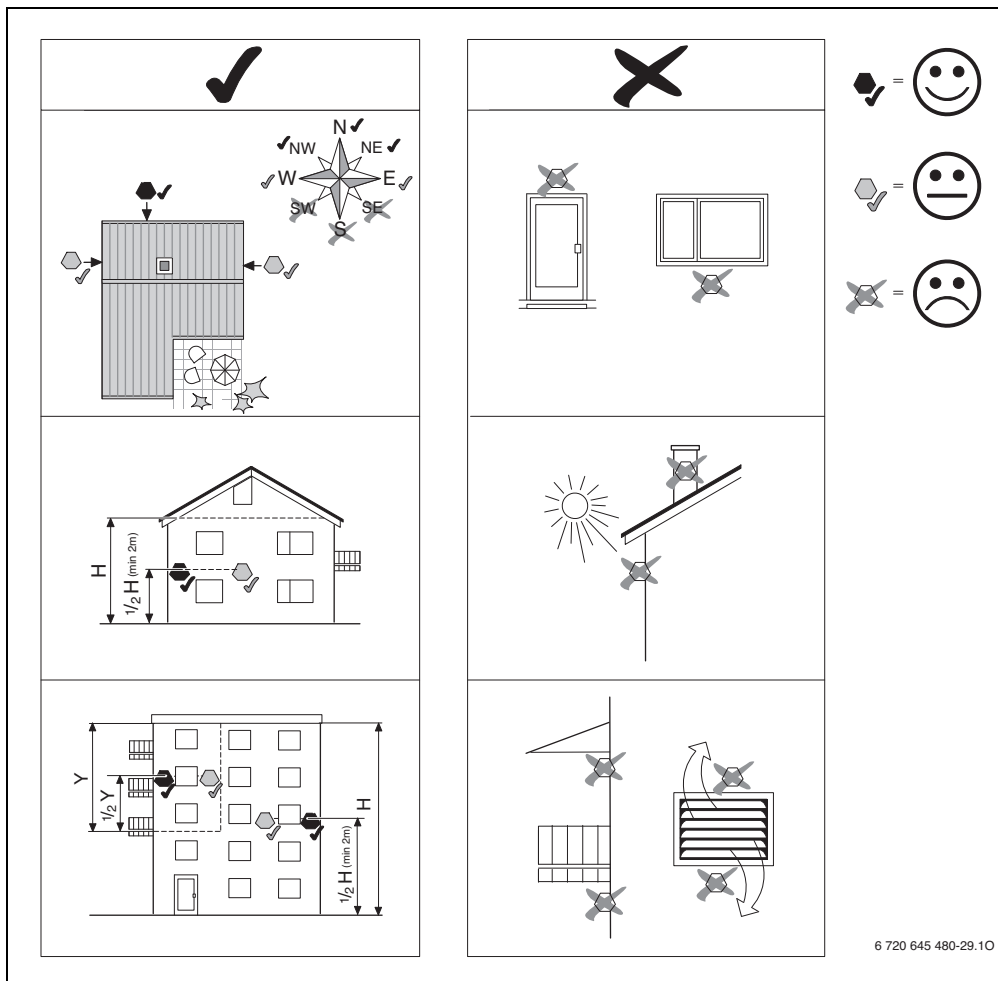 N
NW NE
W E
SW SE
S
=
=
=
H
1/2 H (min 2m)
Y
1/2 Y
H
1/2 H (min 2m)
6 720 645 480-29.1O